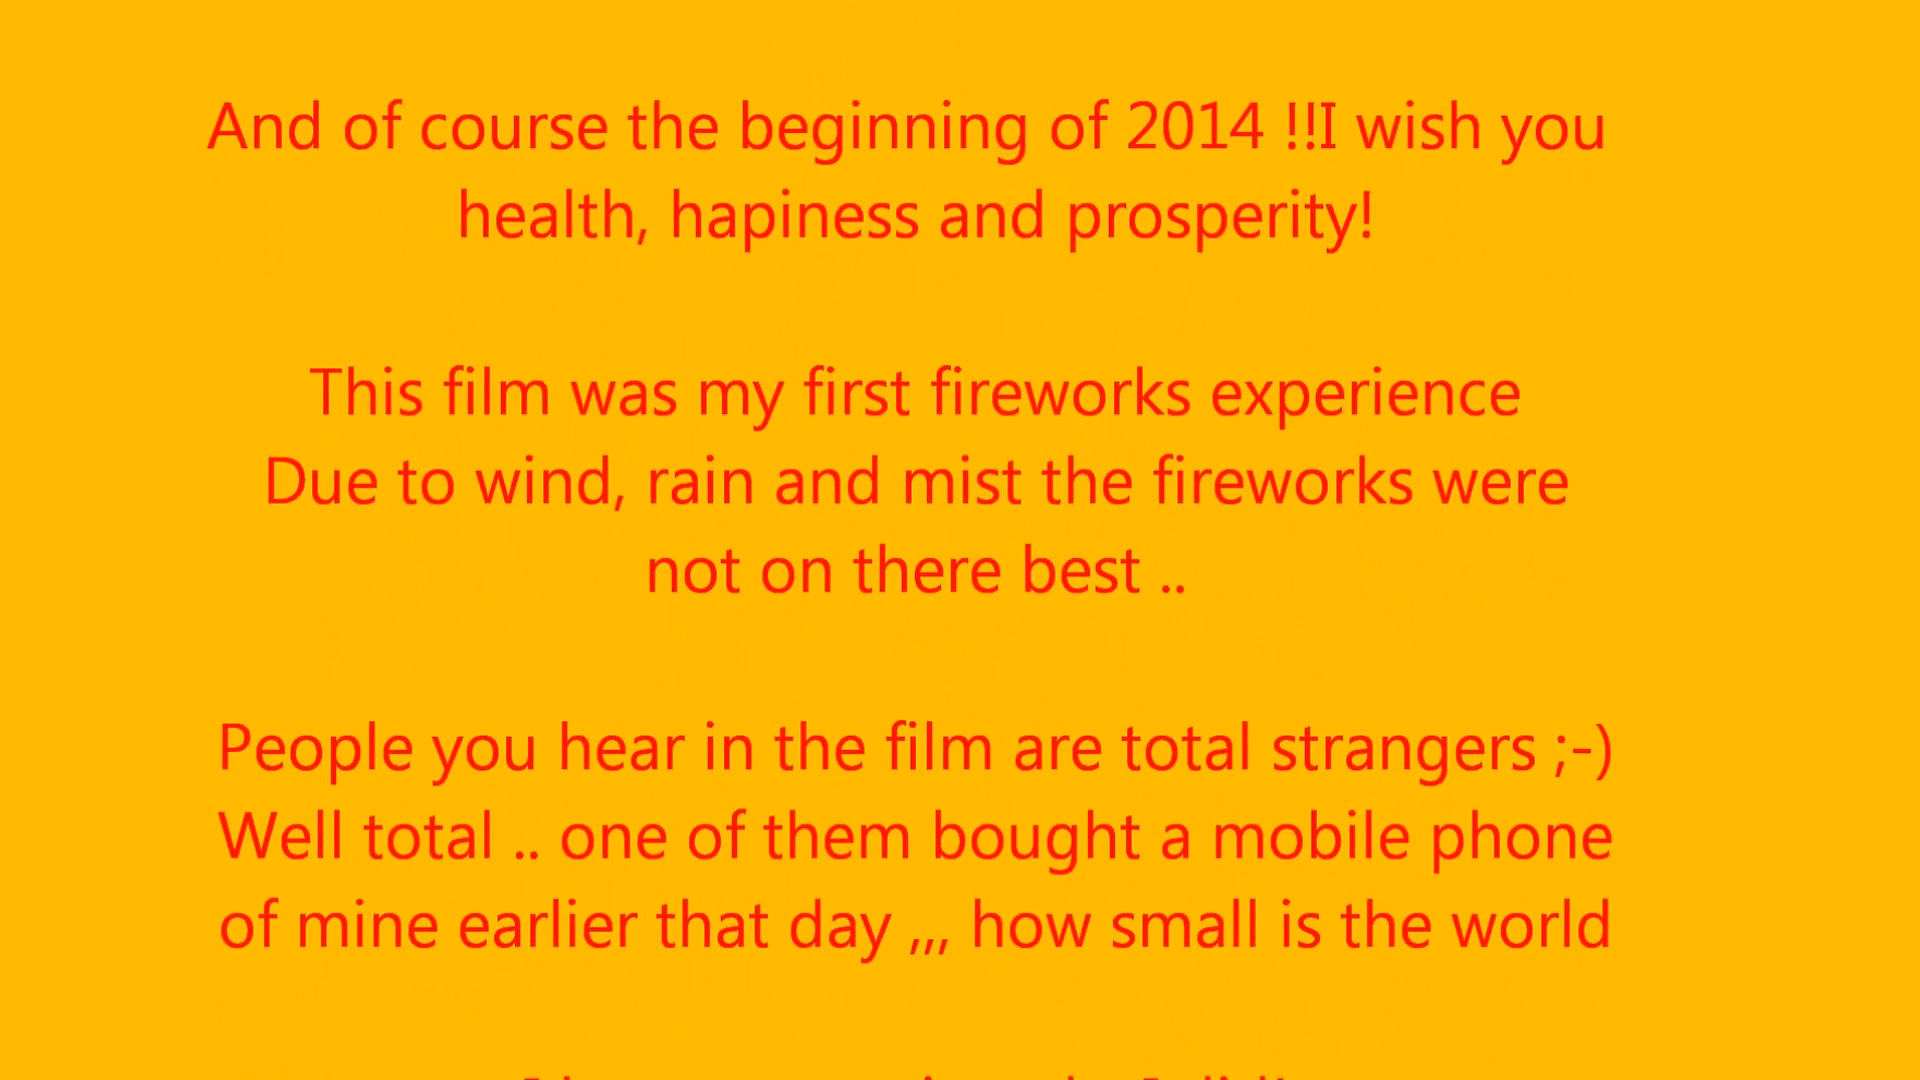 And of course the beginning of 2014 !!I wish you
health, hapiness and prosperity!
This film was my first fireworks experience
Due to wind, rain and mist the fireworks were
not on there best ..
People you hear in the film are total strangers ;-)
Well total .. one of them bought a mobile phone
of mine earlier that day ,,, how small is the world